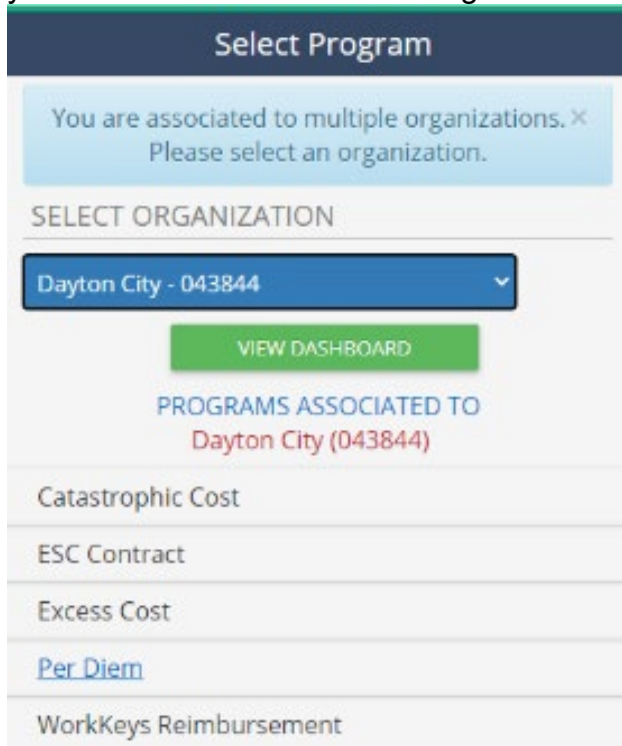 Select Program
You are associated to multiple organizations. ×
Please select an organization.
SELECT ORGANIZATION
Dayton City - 043844
VIEW DASHBOARD
PROGRAMS ASSOCIATED TO
Dayton City (043844)
Catastrophic Cost
ESC Contract
Excess Cost
Per Diem
WorkKeys Reimbursement